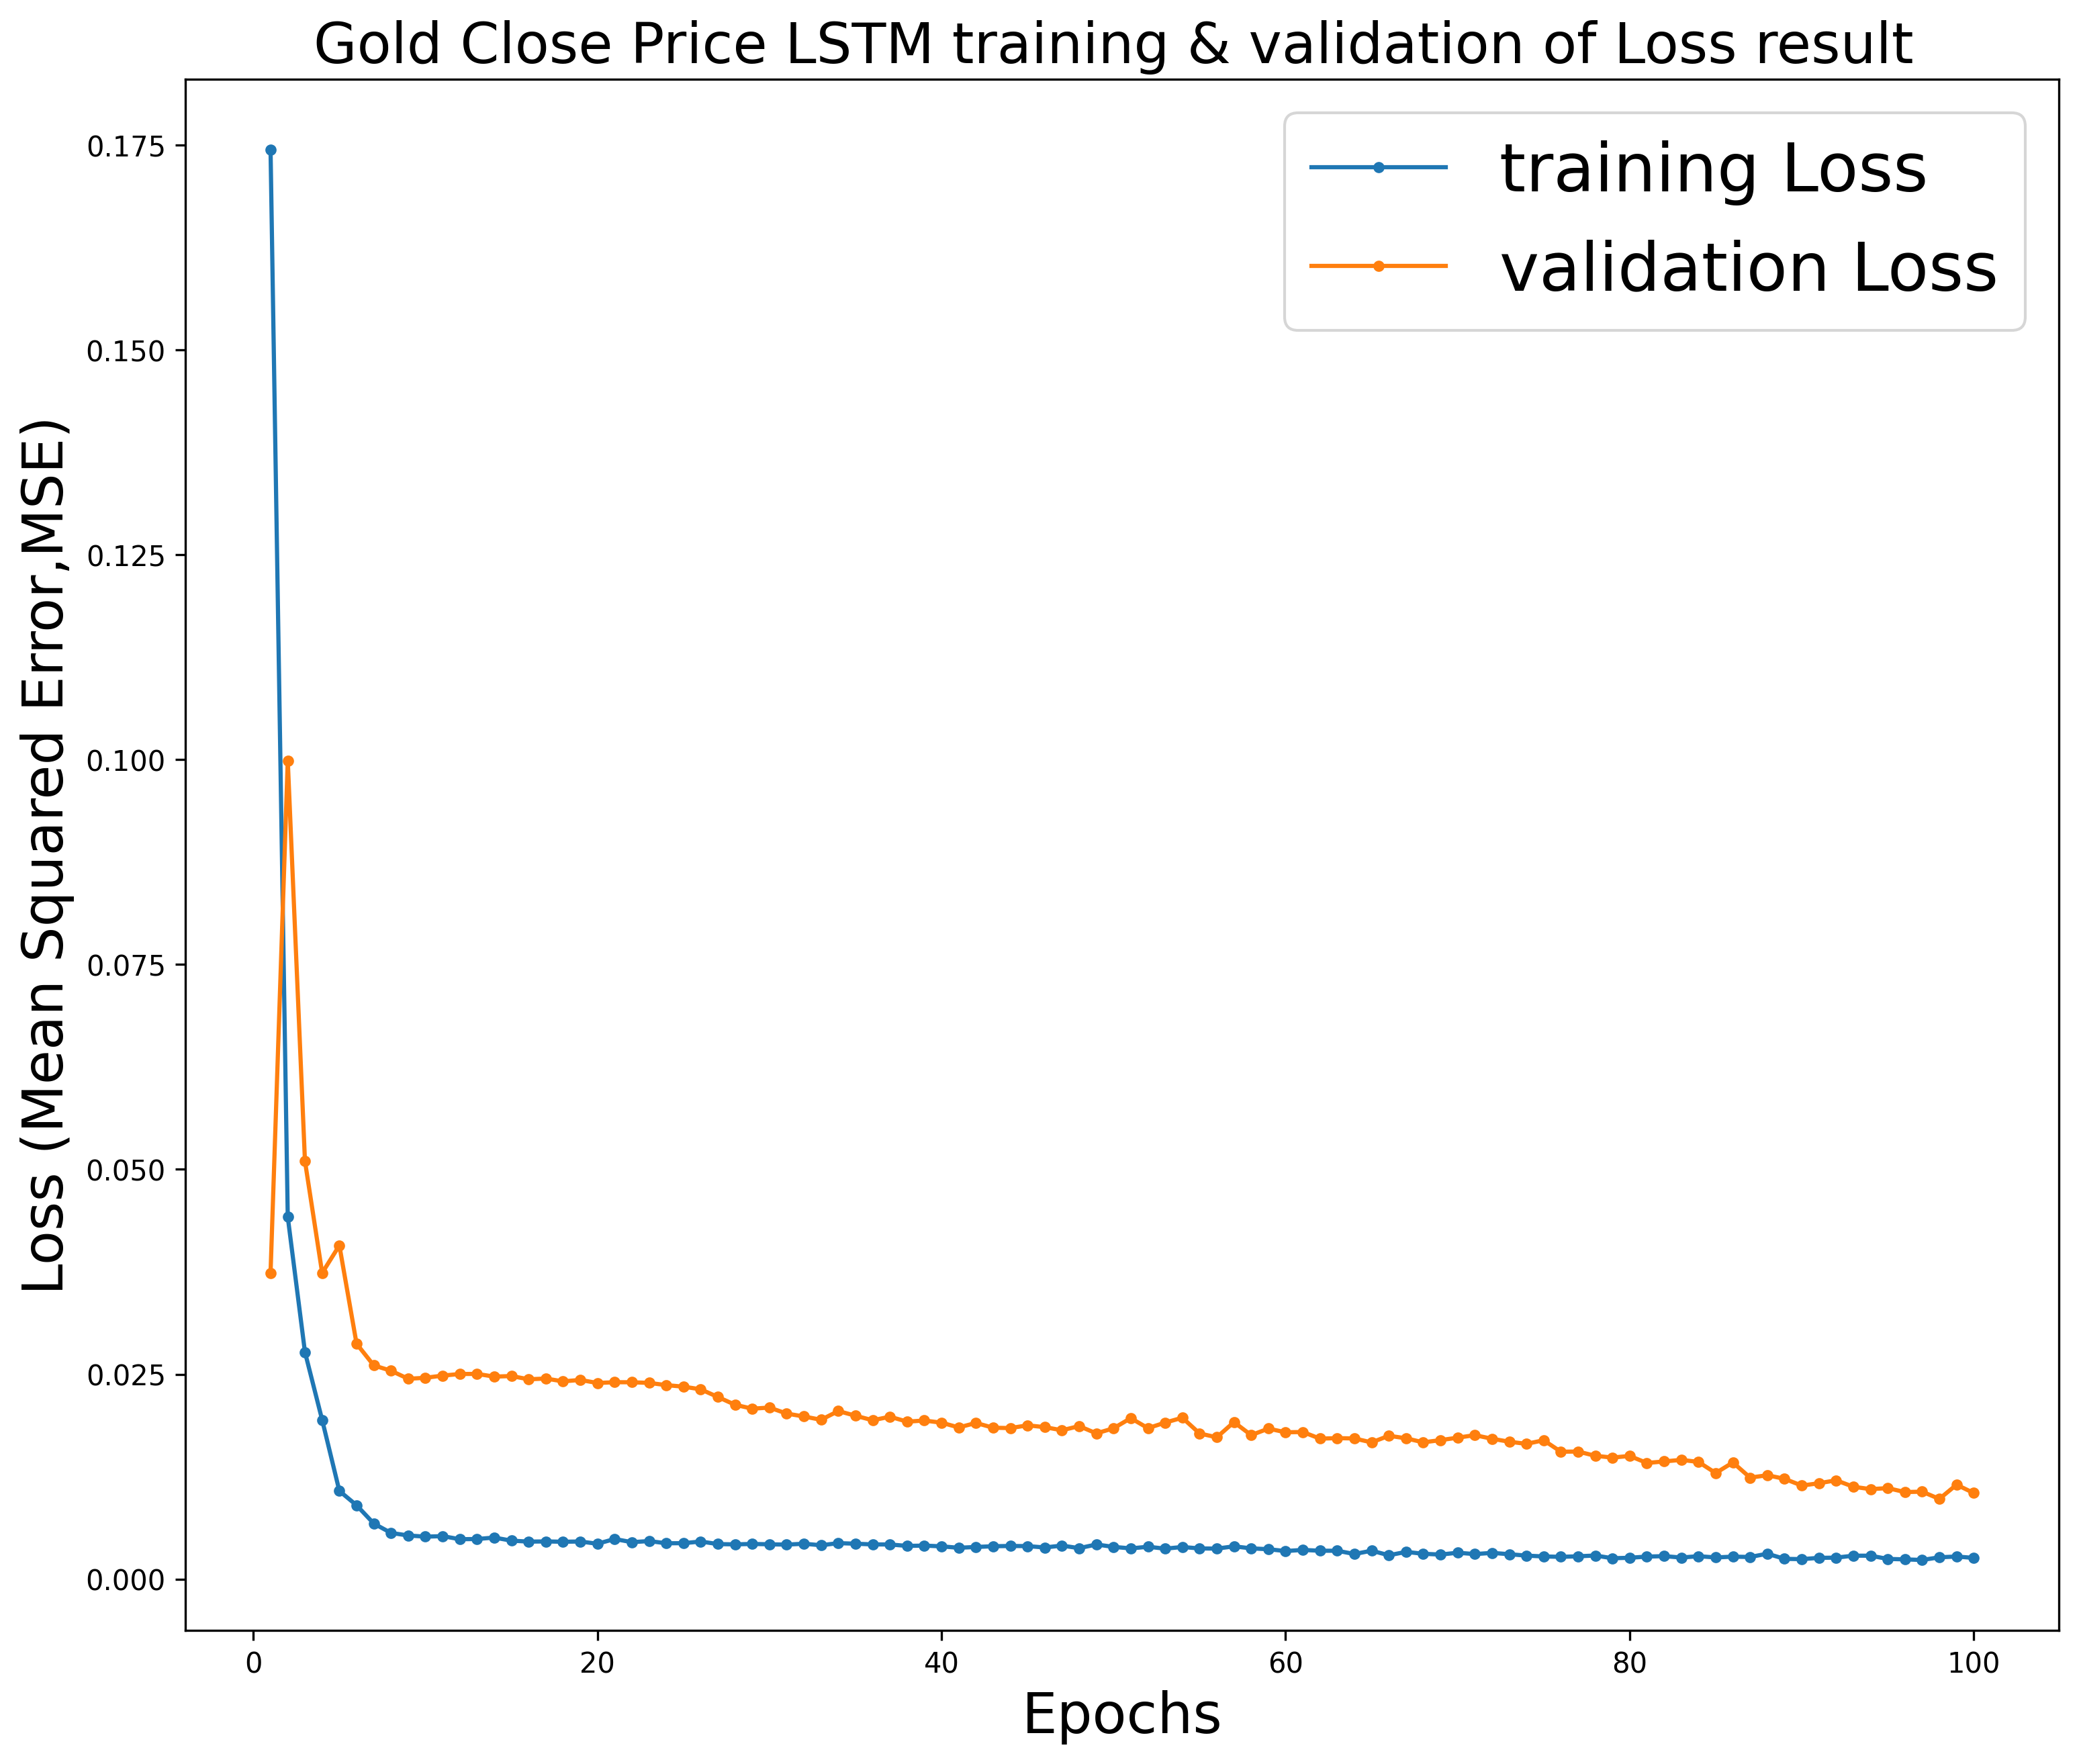 Gold Close Price LSTM training & validation of Loss result
training Loss
validation Loss
Loss (Mean Squared Error,MSE)
0.175
0.150
0.125
0.100
0.075
0.050
0.025
0.000
0 20 40 60 80 100
Epochs